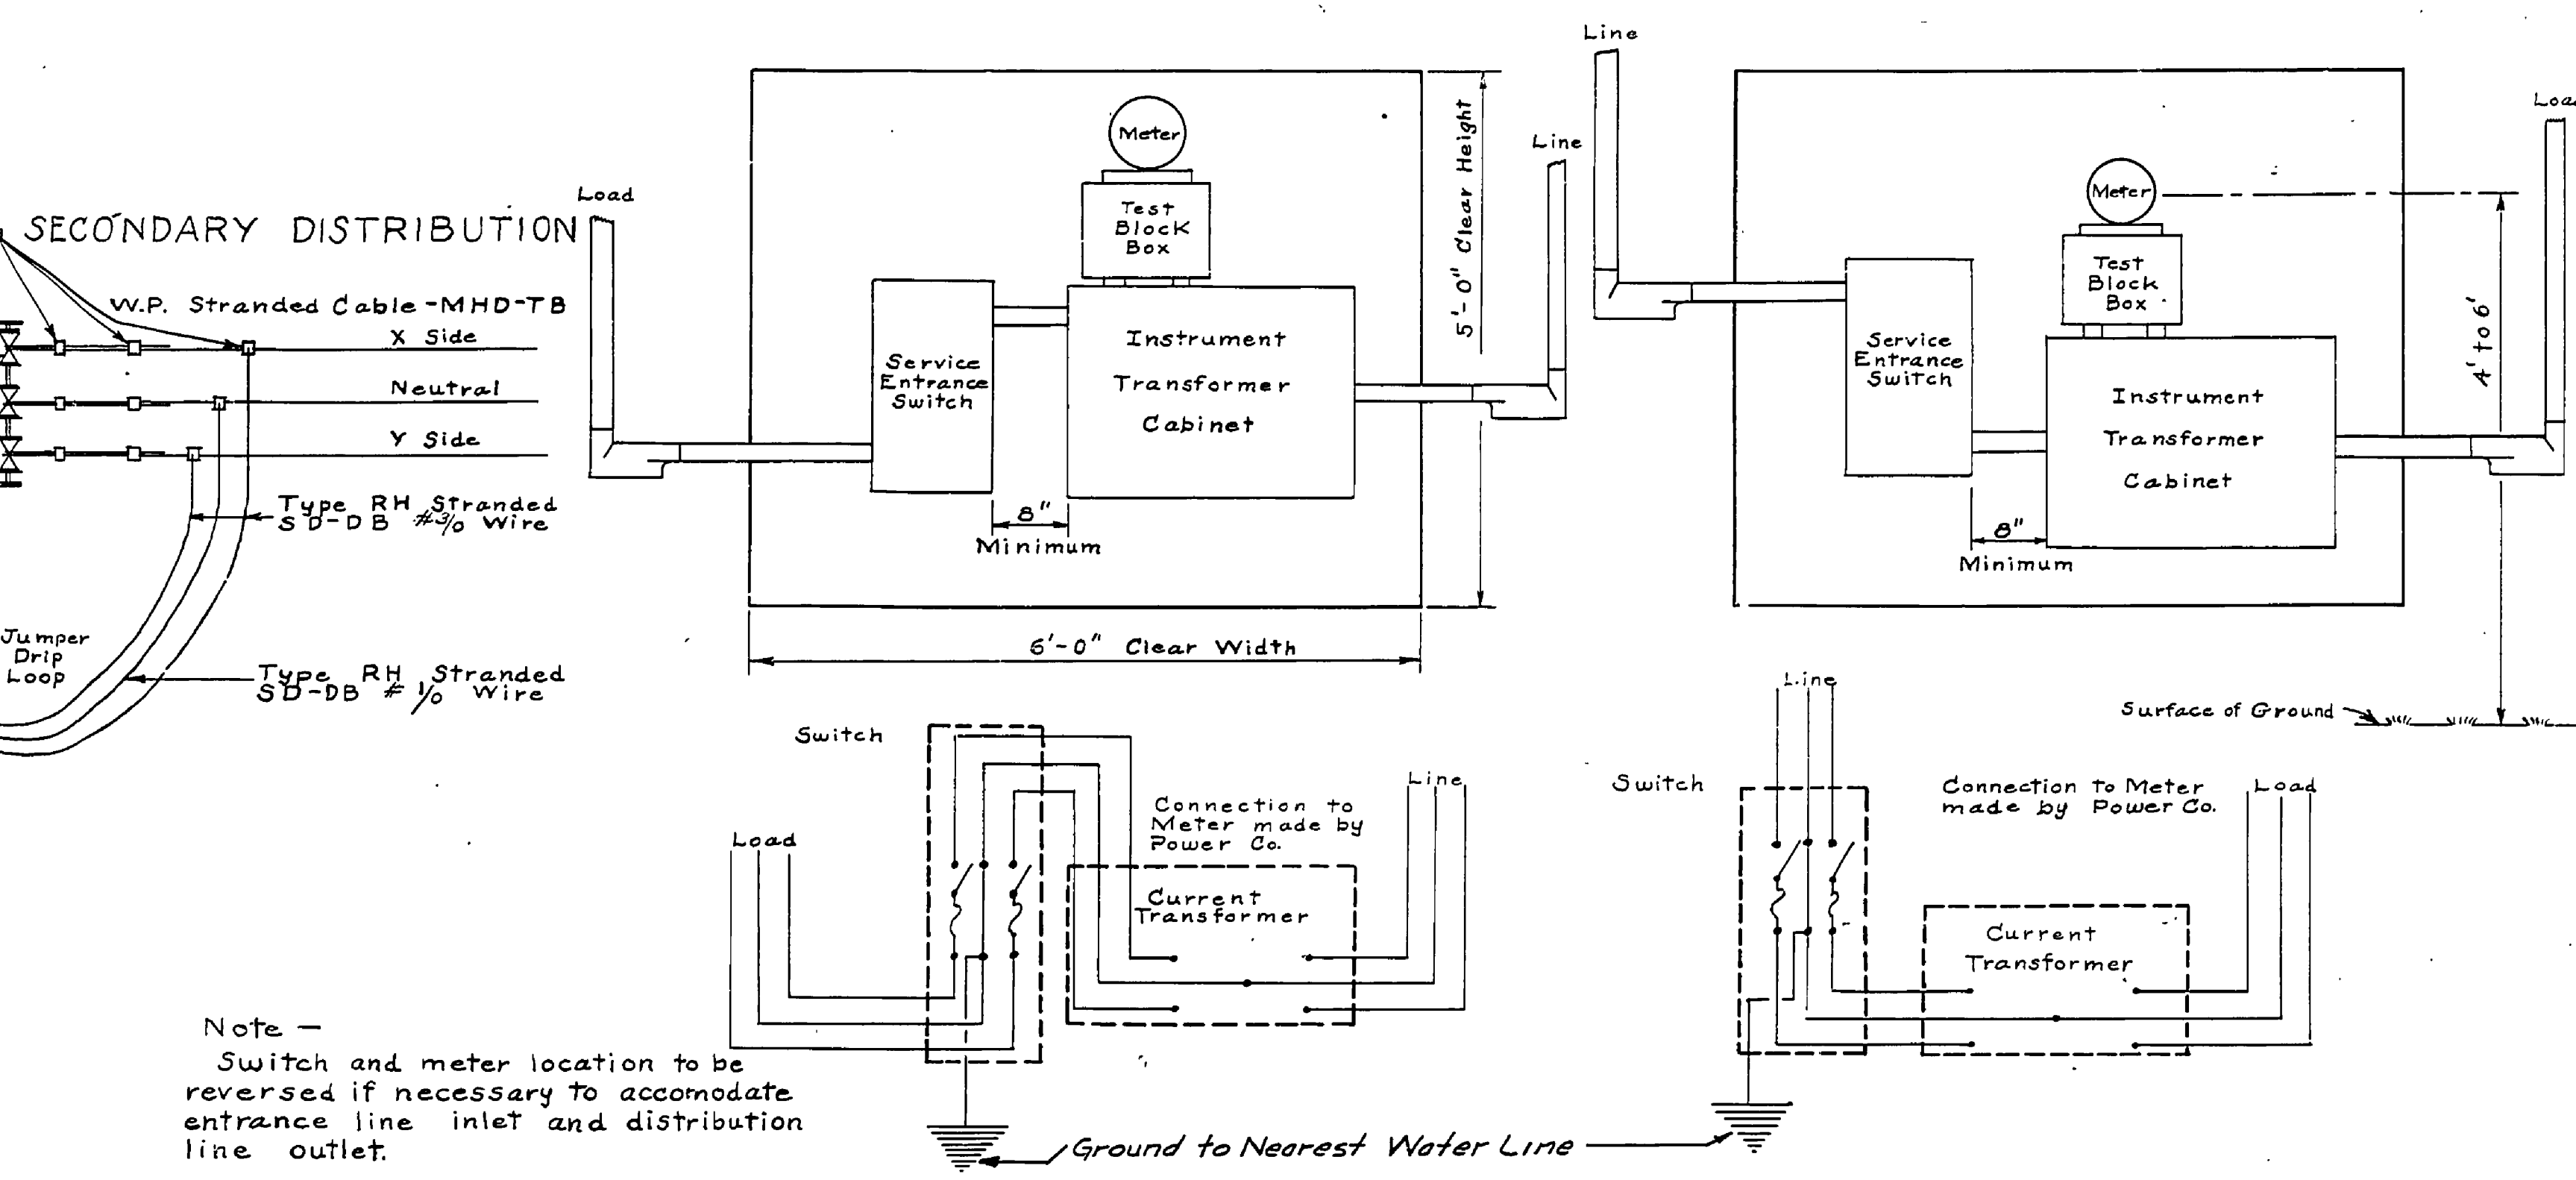 SECONDARY DISTRIBUTION
W.P. Stranded Cable -MHD-TB
X Side
Neutral
Y Side
Type RH Stranded
SD-DB #3/0 Wire
Type RH Stranded
SD-DB # 1/0 Wire
Jumper
Drip
Loop
Load
Meter
Test
Block
Box
Service
Entrance
Switch
Instrument
Transformer
Cabinet
8"
Minimum
5'-0" Clear Height
6'-0" Clear Width
Line
Line
Meter
Test
Block
Box
Service
Entrance
Switch
Instrument
Transformer
Cabinet
8"
Minimum
4' to 6'
Surface of Ground
Switch
Load
Connection to
Meter made by
Power Co.
Current
Transformer
Line
Line
Switch
Connection to Meter
made by Power Co.
Load
Current
Transformer
Note —
Switch and meter location to be
reversed if necessary to accomodate
entrance line inlet and distribution
line outlet.
Ground to Nearest Water Line